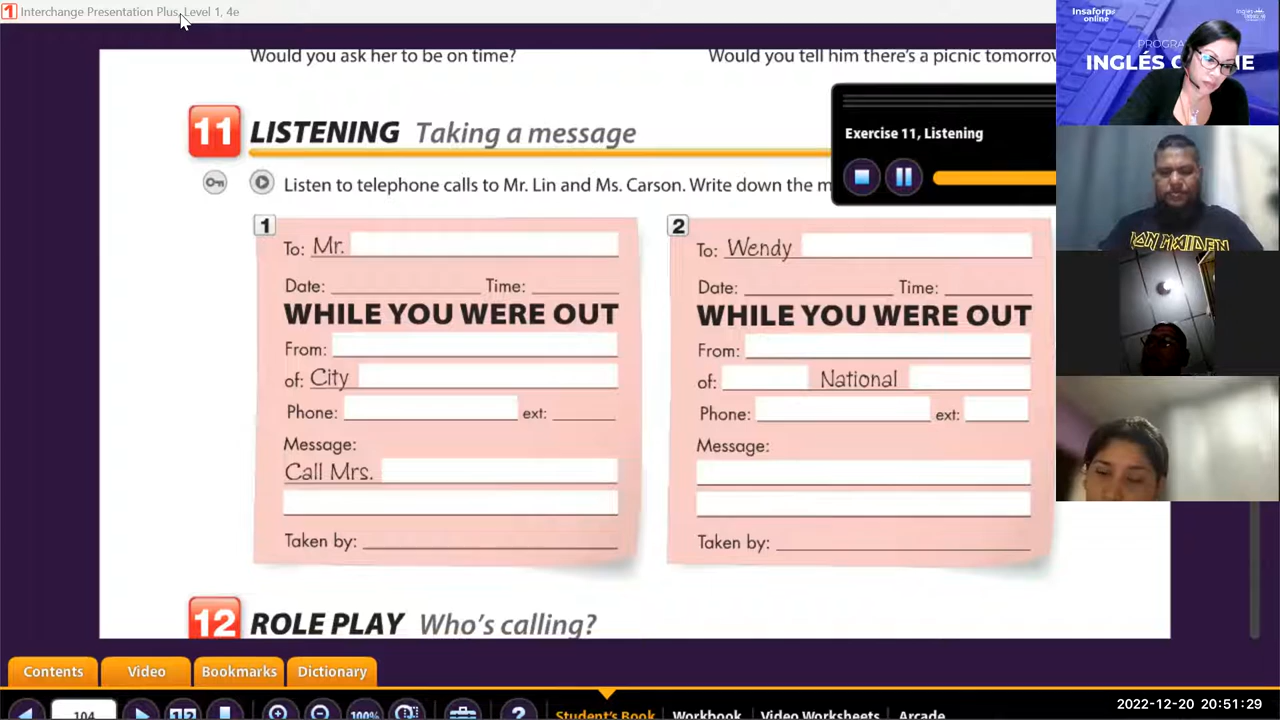 Interchange Presentation Plus, Level 1, 4e
Would you ask her to be on time?
Would you tell him there's a picnic tomorrow
11 LISTENING Taking a message
Exercise 11, Listening
Listen to telephone calls to Mr. Lin and Ms. Carson. Write down the m
1
To: Mr.
Date: Time:
WHILE YOU WERE OUT
From:
of: City
Phone: ext:
Message:
Call Mrs.
Taken by:
2
To: Wendy
Date: Time:
WHILE YOU WERE OUT
From:
of: National
Phone: ext:
Message:
Taken by:
12 ROLE PLAY Who's calling?
Insaforp
online
INGLÉS
IRON MAIDEN
Contents Video Bookmarks Dictionary
104
100%
?
Student's Book Workbook Video Worksheets Arcade
2022-12-20 20:51:29